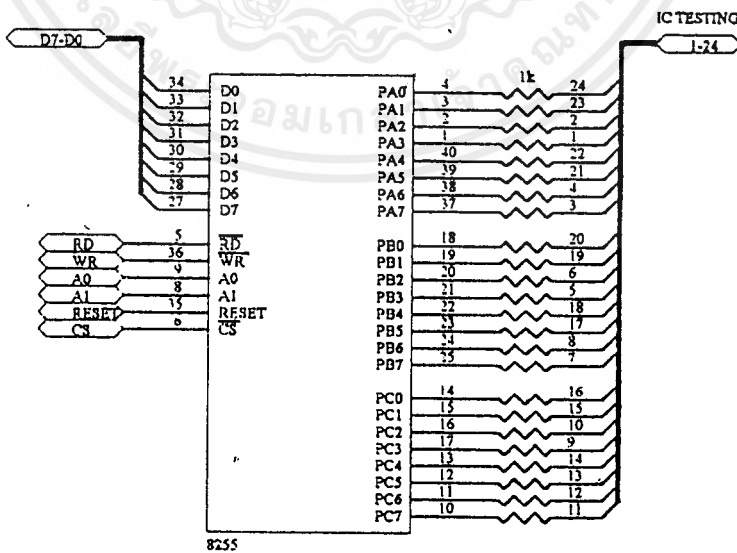 IC TESTING
D7-D0
1-24
1k
34 D0 PA0 4 24
33 D1 PA1 3 23
32 D2 PA2 2 2
31 D3 PA3 1 1
30 D4 PA4 40 22
29 D5 PA5 39 21
28 D6 PA6 38 4
27 D7 PA7 37 3
RD 5 RD PB0 18 20
WR 36 WR PB1 19 19
A0 9 A0 PB2 20 6
A1 8 A1 PB3 21 5
RESET 35 RESET PB4 22 18
CS 6 CS PB5 23 17
PB6 24 8
PB7 25 7
PC0 14 16
PC1 15 15
PC2 16 10
PC3 17 9
PC4 13 14
PC5 12 13
PC6 11 12
PC7 10 11
8255